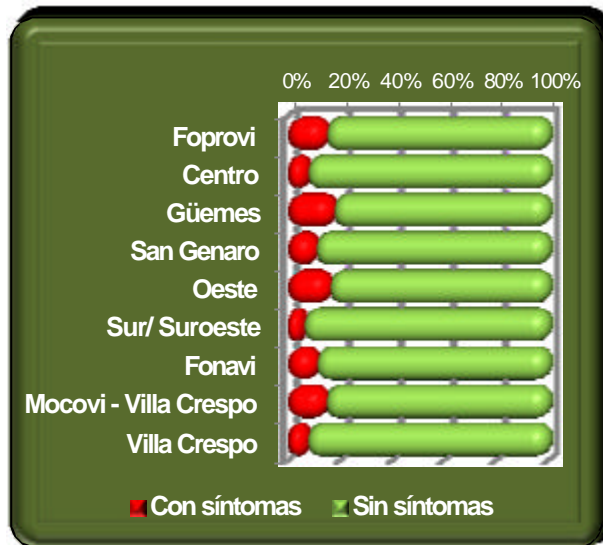 0% 20% 40% 60% 80% 100%
Foprovi
Centro
Güemes
San Genaro
Oeste
Sur/ Suroeste
Fonavi
Mocovi - Villa Crespo
Villa Crespo
Con síntomas Sin síntomas